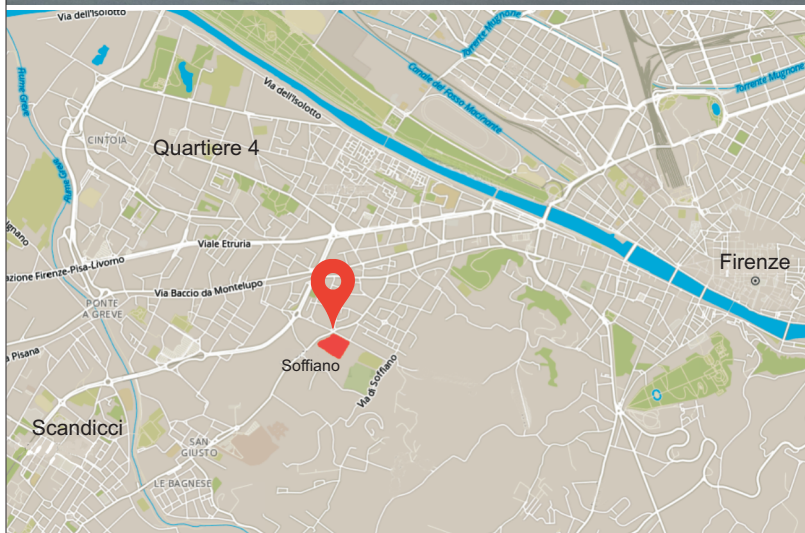 Via dell'Isolotto
Torrente Mugnone
Fiume Greve
Canale del Fosso Macinante
Via dell'Isolotto
Torrente Mugnone
CINTOIA
Quartiere 4
Fiume Greve
Viale Etruria
Firenze
azione Firenze-Pisa-Livorno
Via Baccio da Montelupo
PONTE
A GREVE
a Pisana
Soffiano
Via di Soffiano
Scandicci
SAN
GIUSTO
LE BAGNESE